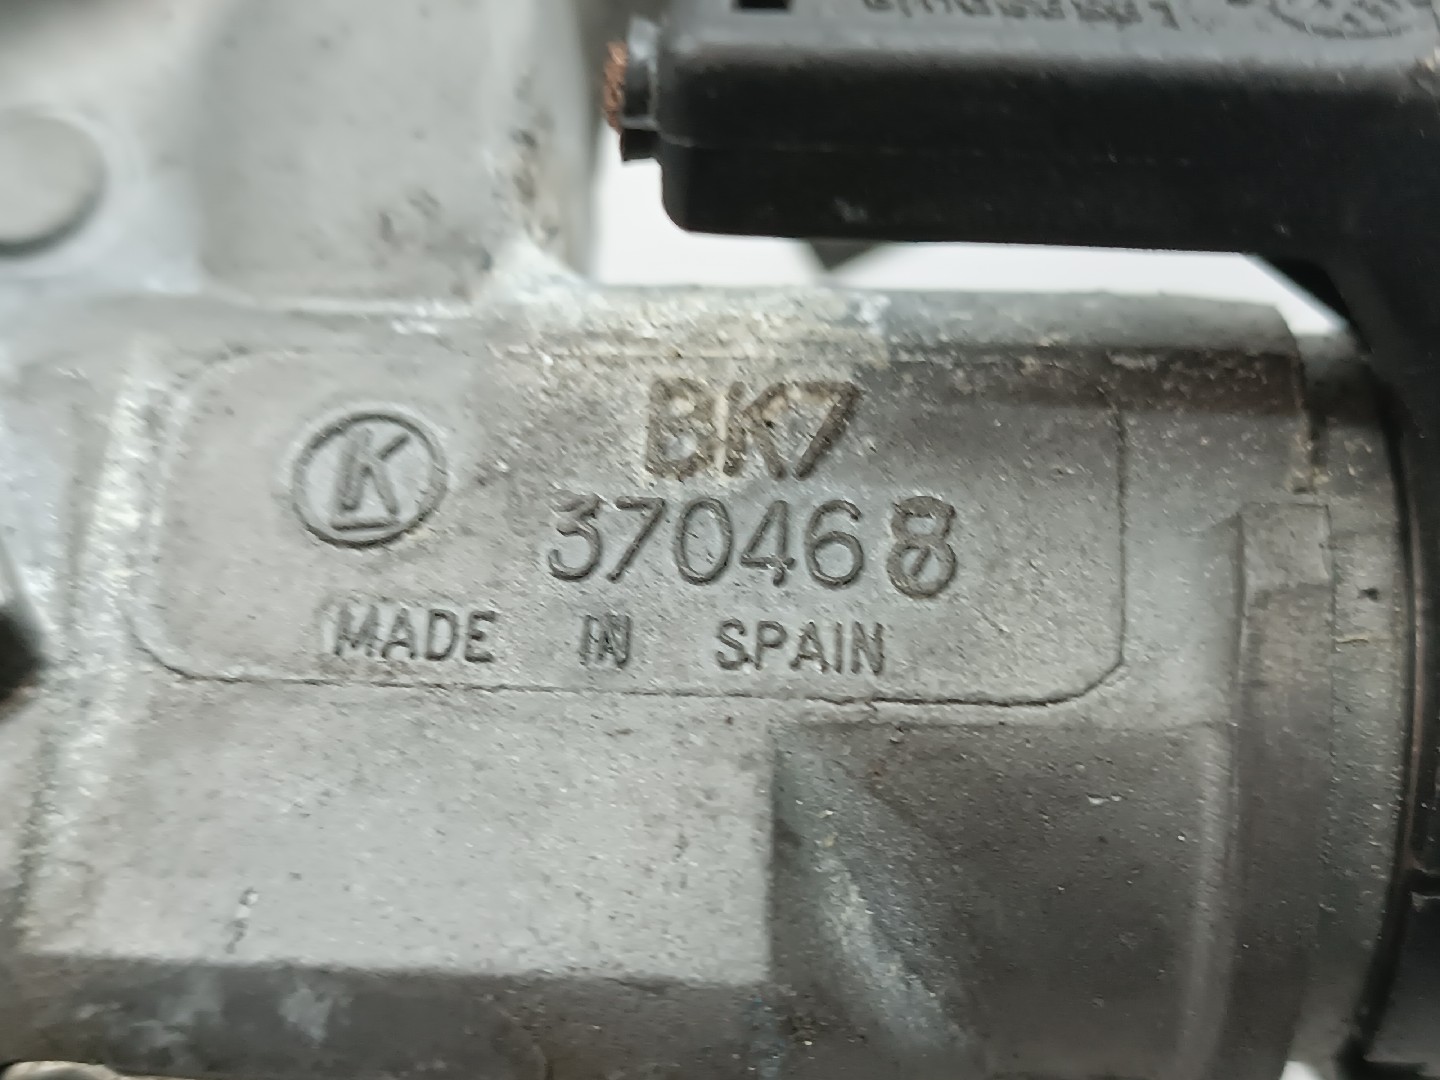 K
BK7
370468
MADE IN SPAIN